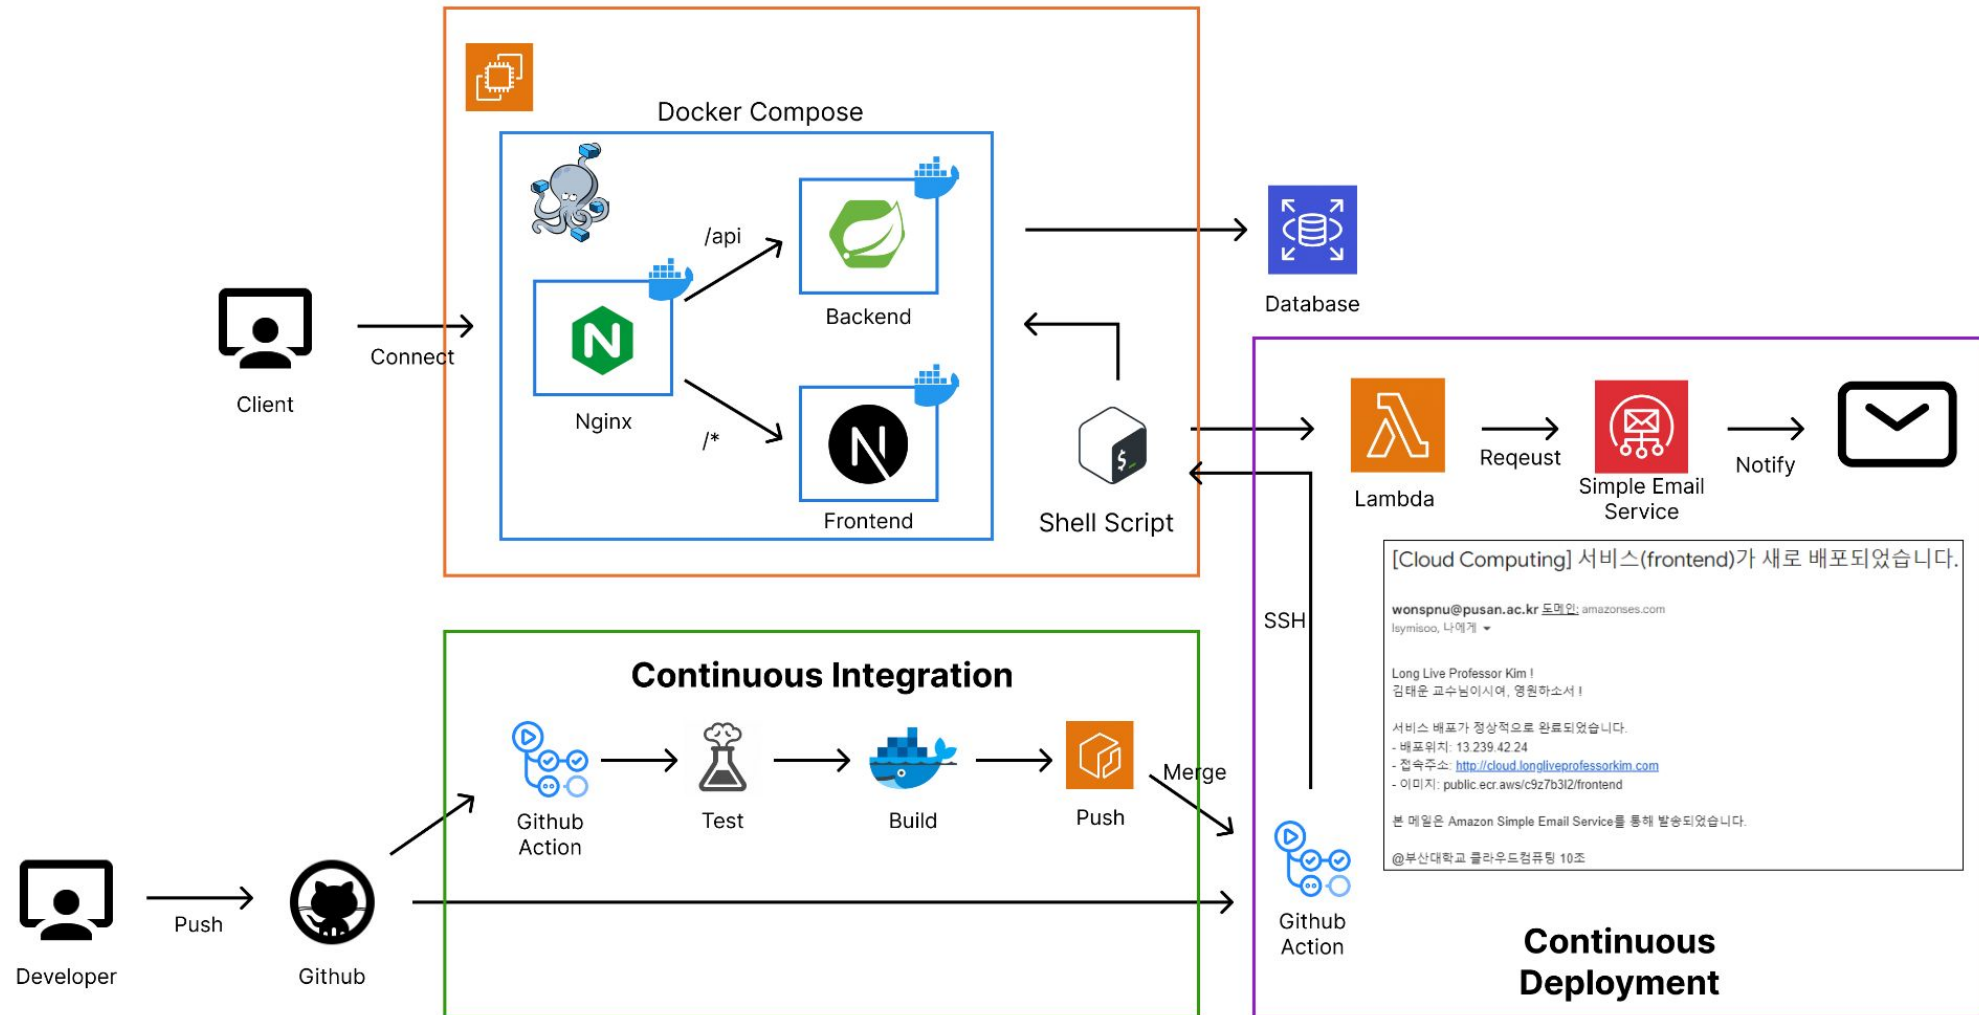 Docker Compose
/api
Backend
Database
Connect
Client
Nginx
/*
Frontend
$_
Shell Script
Lambda
Reqeust
Simple Email
Service
Notify
[Cloud Computing] 서비스(frontend)가 새로 배포되었습니다.
wonspnu@pusan.ac.kr 도메인: amazonses.com
lsymisoo, 나에게
Long Live Professor Kim !
김태운 교수님이시여, 영원하소서 !
서비스 배포가 정상적으로 완료되었습니다.
- 배포위치: 13.239.42.24
- 접속주소: http://cloud.longliveprofessorkim.com
- 이미지: public.ecr.aws/c9z7b3l2/frontend
본 메일은 Amazon Simple Email Service를 통해 발송되었습니다.
@부산대학교 클라우드컴퓨팅 10조
SSH
Continuous Integration
Github
Action
Test
Build
Push
Merge
Developer
Push
Github
Github
Action
Continuous
Deployment